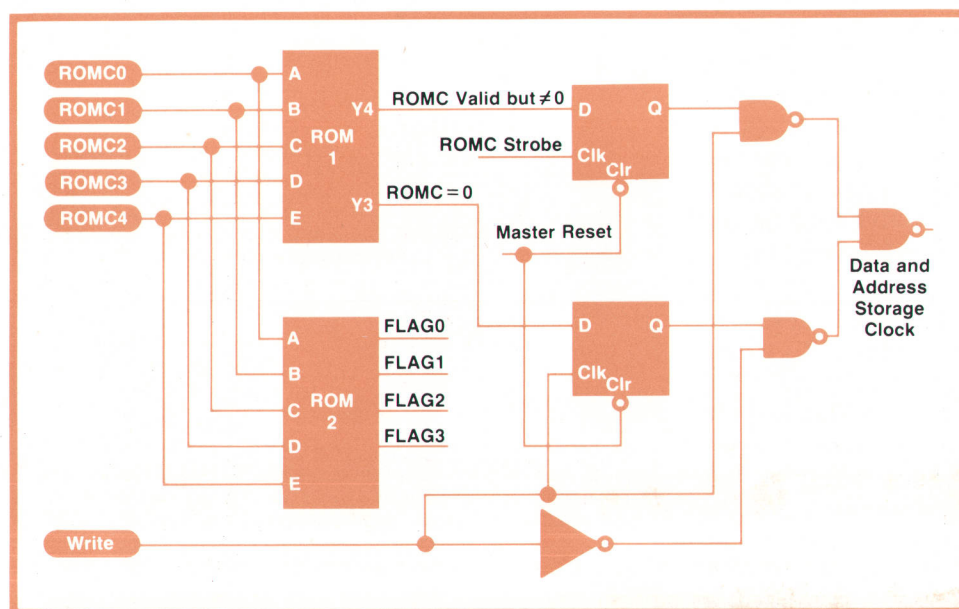 ROMC0
ROMC1
ROMC2
ROMC3
ROMC4
A
B
C
D
E
ROM
1
Y4
Y3
ROMC Valid but ≠ 0
ROMC Strobe
ROMC = 0
Master Reset
D
Q
Clk
Clr
D
Q
Clk
Clr
Data and
Address
Storage
Clock
A
B
C
D
E
ROM
2
FLAG0
FLAG1
FLAG2
FLAG3
Write